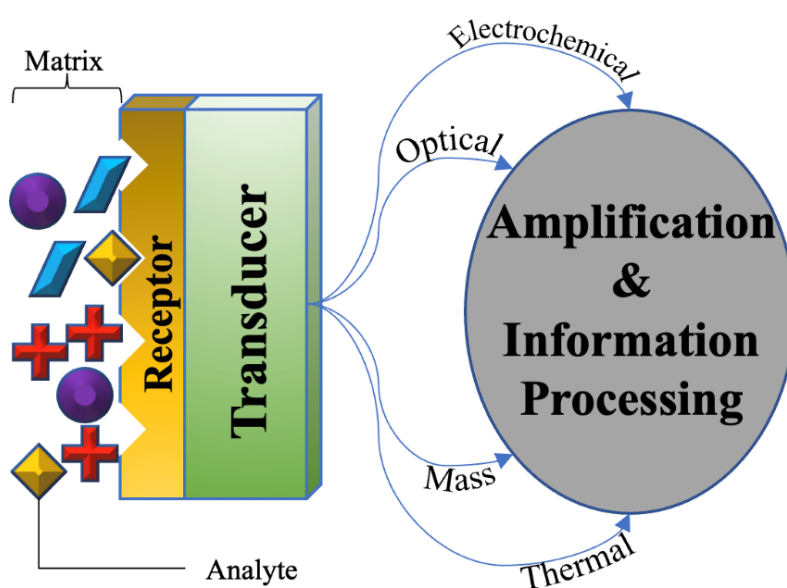 Matrix
Receptor
Transducer
Electrochemical
Optical
Mass
Thermal
Amplification
&
Information
Processing
Analyte